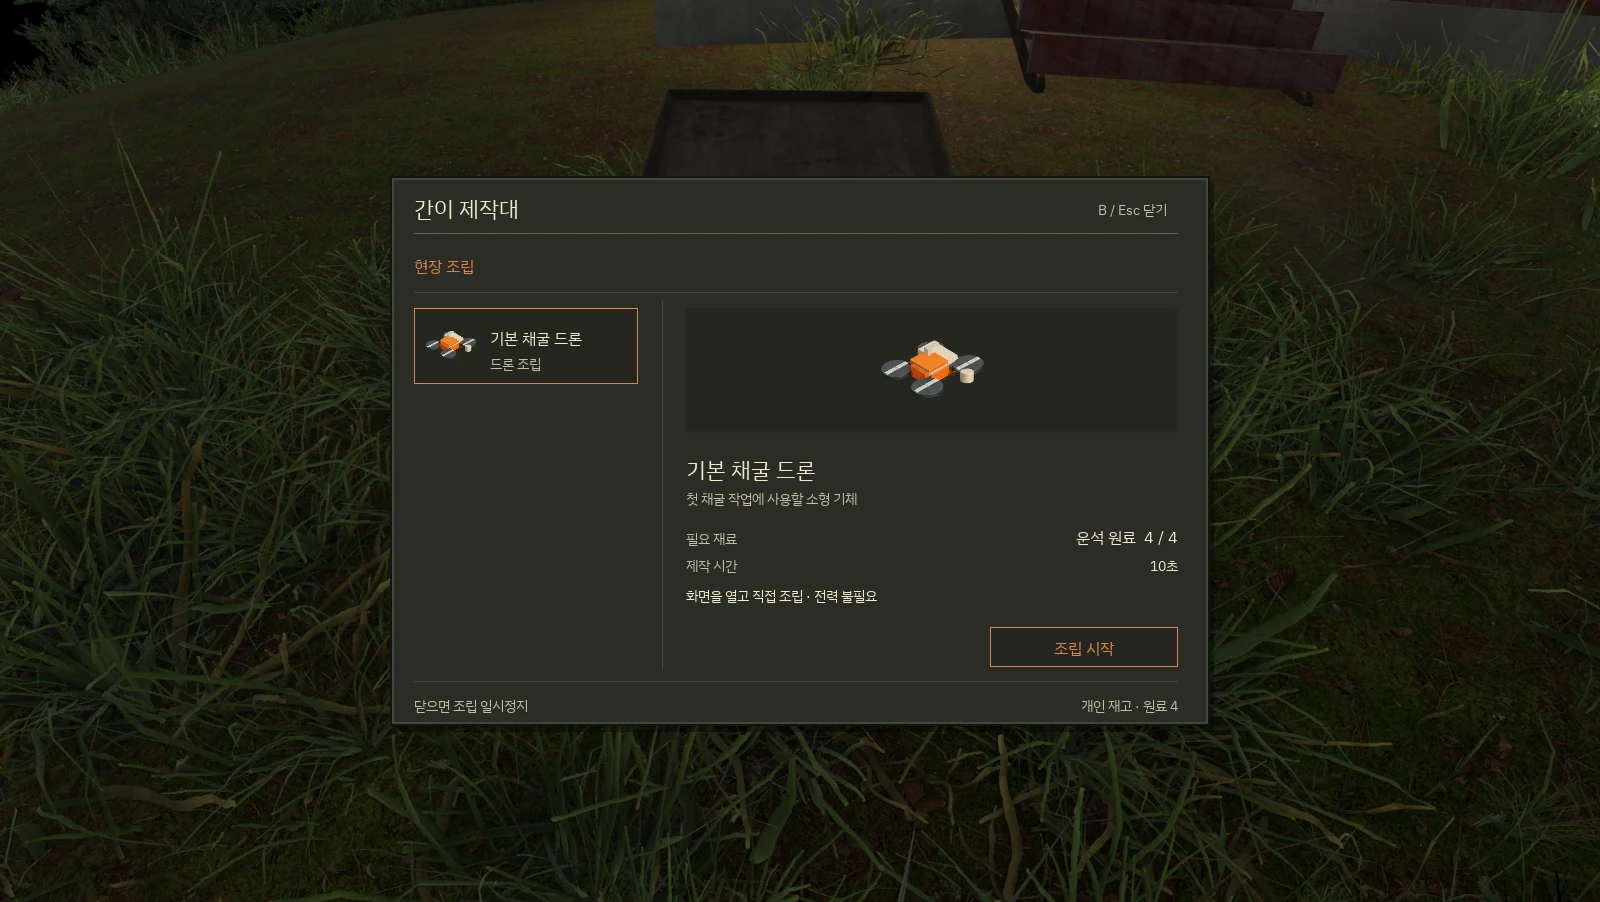 간이 제작대
B / Esc 닫기
현장 조립
기본 채굴 드론
드론 조립
기본 채굴 드론
첫 채굴 작업에 사용할 소형 기체
필요 재료
운석 원료 4 / 4
제작 시간
10초
화면을 열고 직접 조립 · 전력 불필요
조립 시작
닫으면 조립 일시정지
개인 재고 · 원료 4